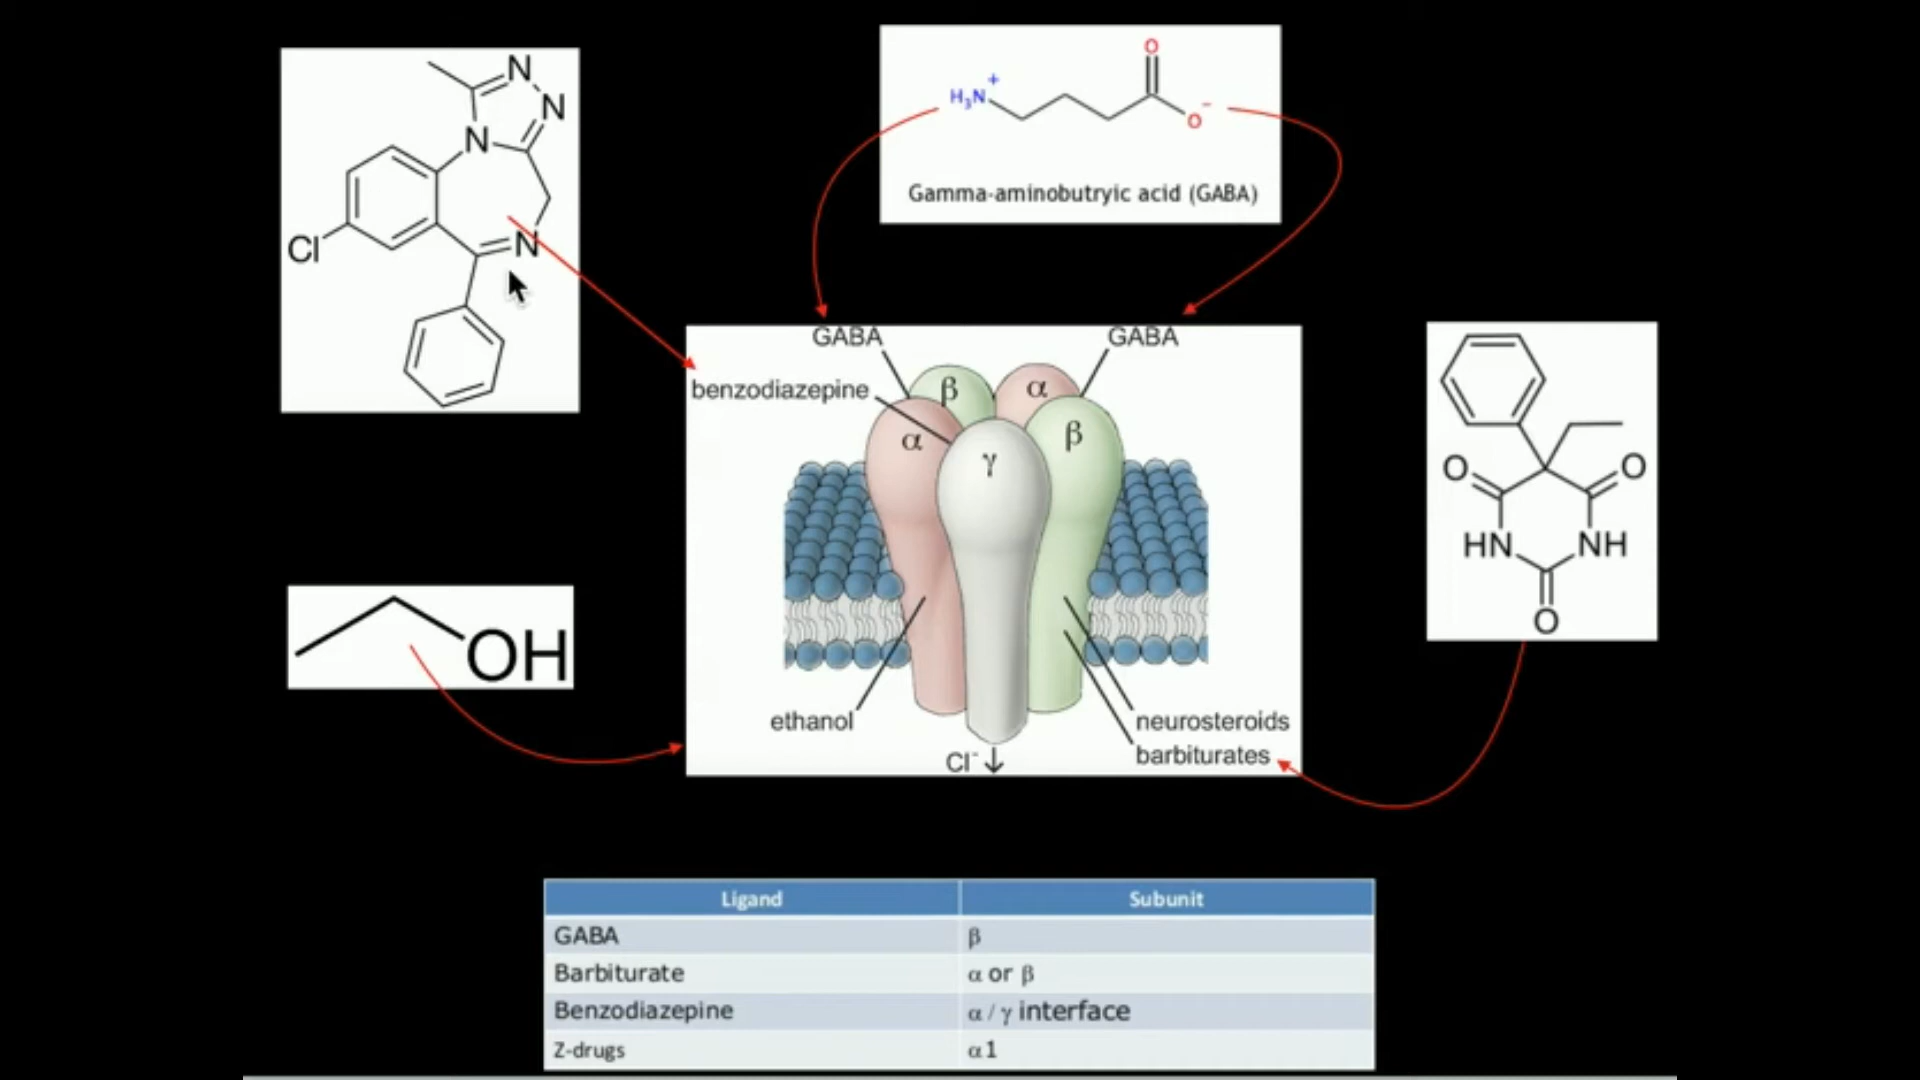 N
N
N
Cl
N
O
H₃N⁺
O⁻
Gamma-aminobutryic acid (GABA)
GABA
GABA
benzodiazepine
β
α
α
β
γ
ethanol
neurosteroids
barbiturates
Cl⁻ ↓
OH
O
O
HN
NH
O
Ligand Subunit
GABA β
Barbiturate α or β
Benzodiazepine α / γ interface
Z-drugs α1